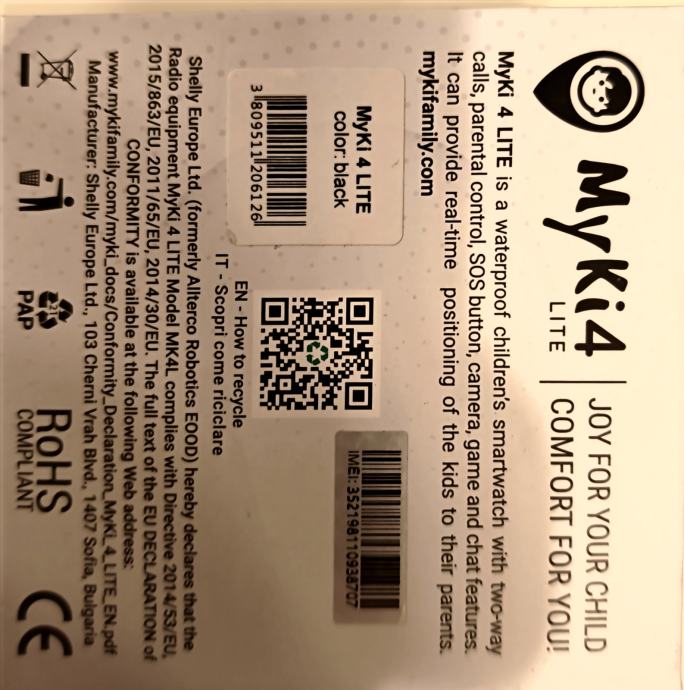 MyKi4
LITE
JOY FOR YOUR CHILD
COMFORT FOR YOU!
MyKi 4 LITE is a waterproof children's smartwatch with two-way
calls, parental control, SOS button, camera, game and chat features.
It can provide real-time positioning of the kids to their parents.
mykifamily.com
MyKi 4 LITE
color: black
3 809511 206126
IMEI: 352198110938707
EN - How to recycle
IT - Scopri come riciclare
Shelly Europe Ltd. (formerly Allterco Robotics EOOD) hereby declares that the
Radio equipment MyKi 4 LITE Model MK4L complies with Directive 2014/53/EU,
2015/863/EU, 2011/65/EU, 2014/30/EU. The full text of the EU DECLARATION of
CONFORMITY is available at the following Web address:
www.mykifamily.com/myki_docs/Conformity_Declaration_MyKi_4_LITE_EN.pdf
Manufacturer: Shelly Europe Ltd., 103 Cherni Vrah Blvd., 1407 Sofia, Bulgaria
21
PAP
RoHS
COMPLIANT
CE